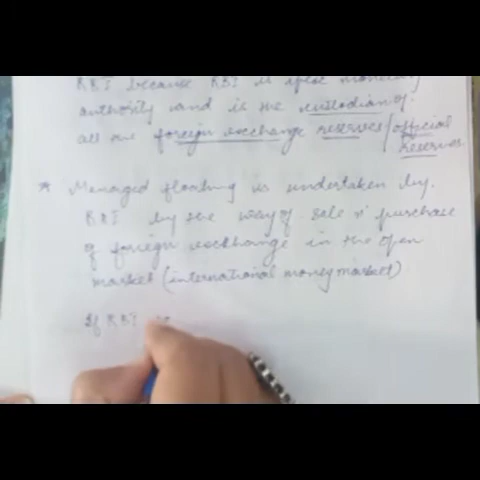 RBI because RBI is apex monetary
authority and is the custodian of
all the foreign exchange reserves/official
reserves.
* Managed floating is undertaken by
RBI by the way of sale n purchase
of foreign exchange in the open
market (international money market)
If RBI